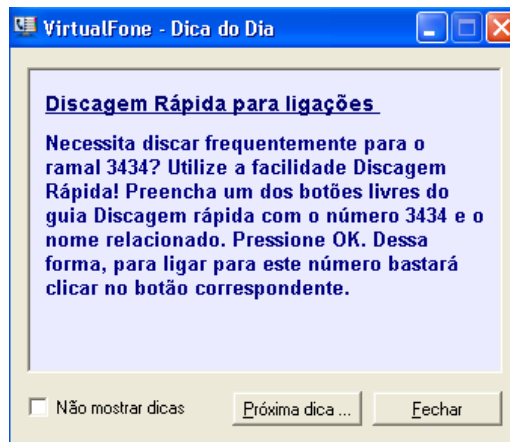 VirtualFone - Dica do Dia
Discagem Rápida para ligações
Necessita discar frequentemente para o
ramal 3434? Utilize a facilidade Discagem
Rápida! Preencha um dos botões livres do
guia Discagem rápida com o número 3434 e o
nome relacionado. Pressione OK. Dessa
forma, para ligar para este número bastará
clicar no botão correspondente.
Não mostrar dicas
Próxima dica ...
Fechar